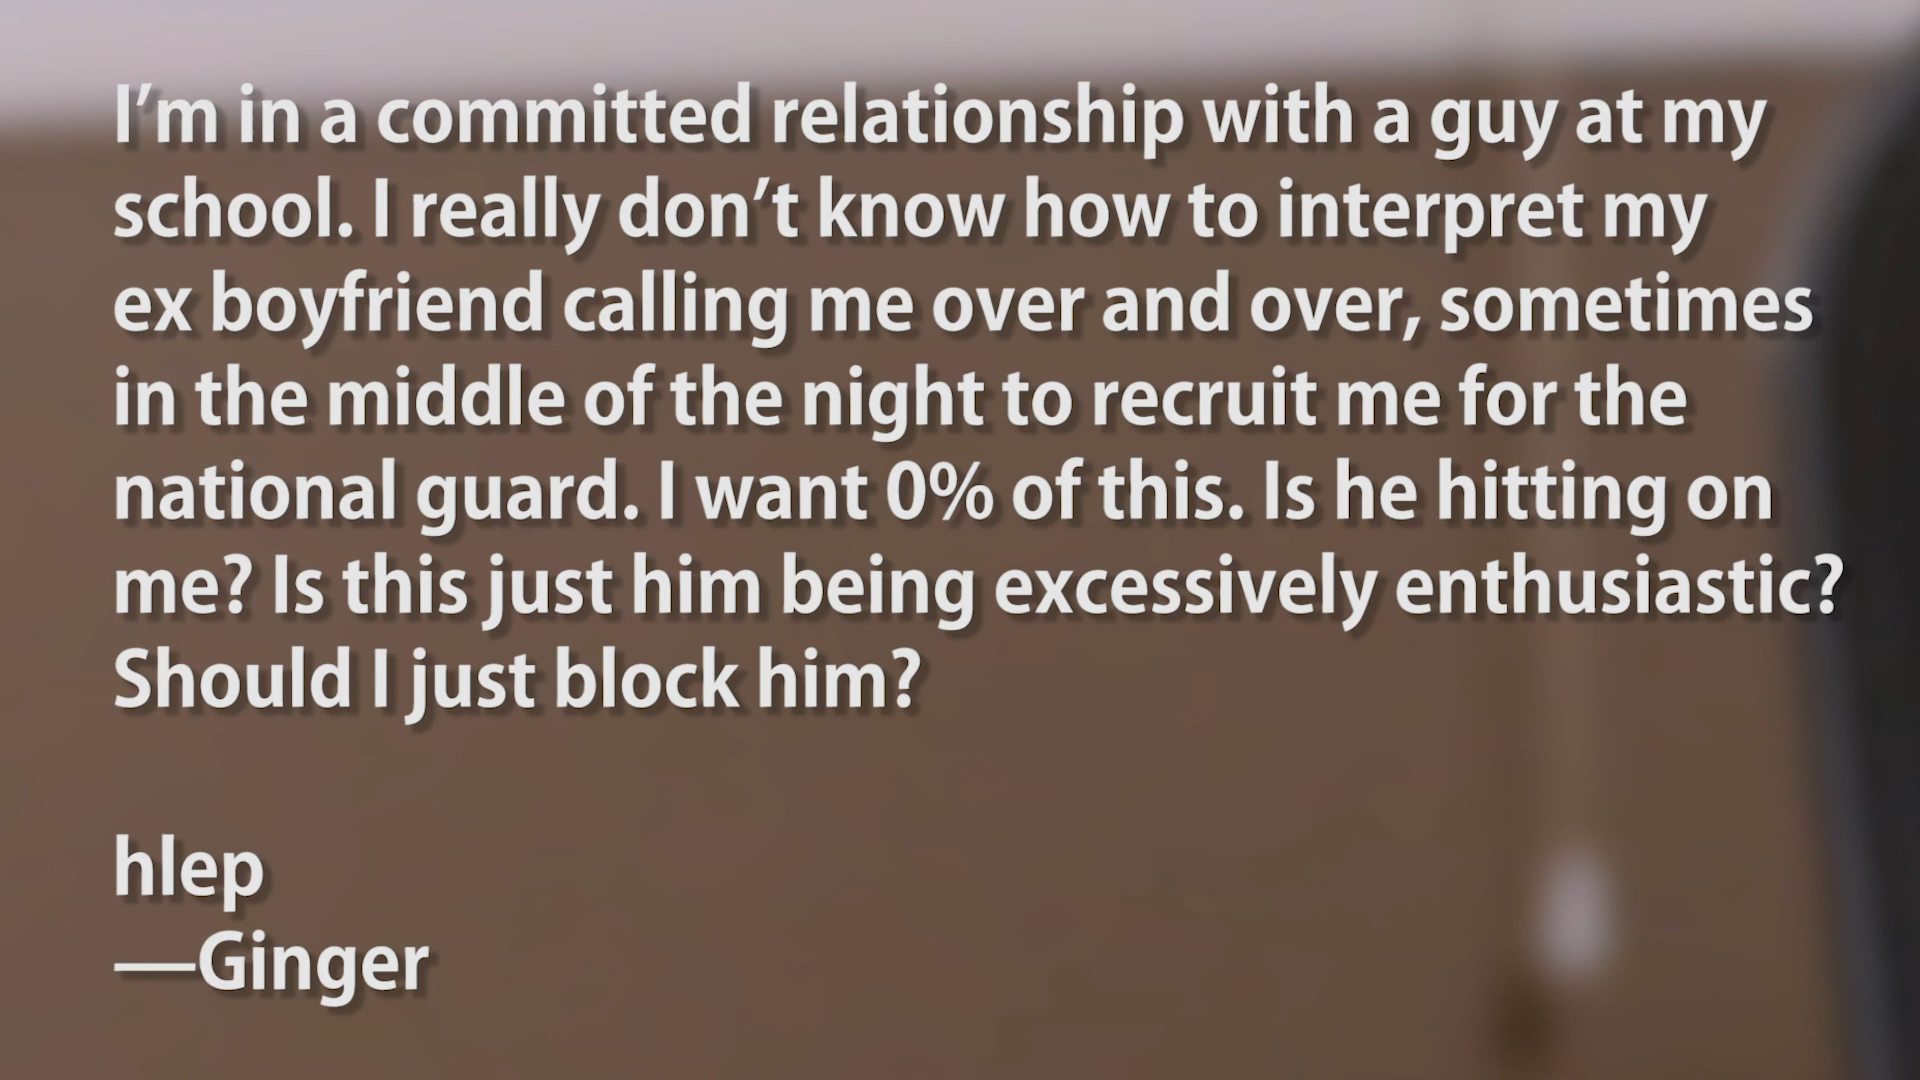 I’m in a committed relationship with a guy at my
school. I really don’t know how to interpret my
ex boyfriend calling me over and over, sometimes
in the middle of the night to recruit me for the
national guard. I want 0% of this. Is he hitting on
me? Is this just him being excessively enthusiastic?
Should I just block him?
hlep
—Ginger